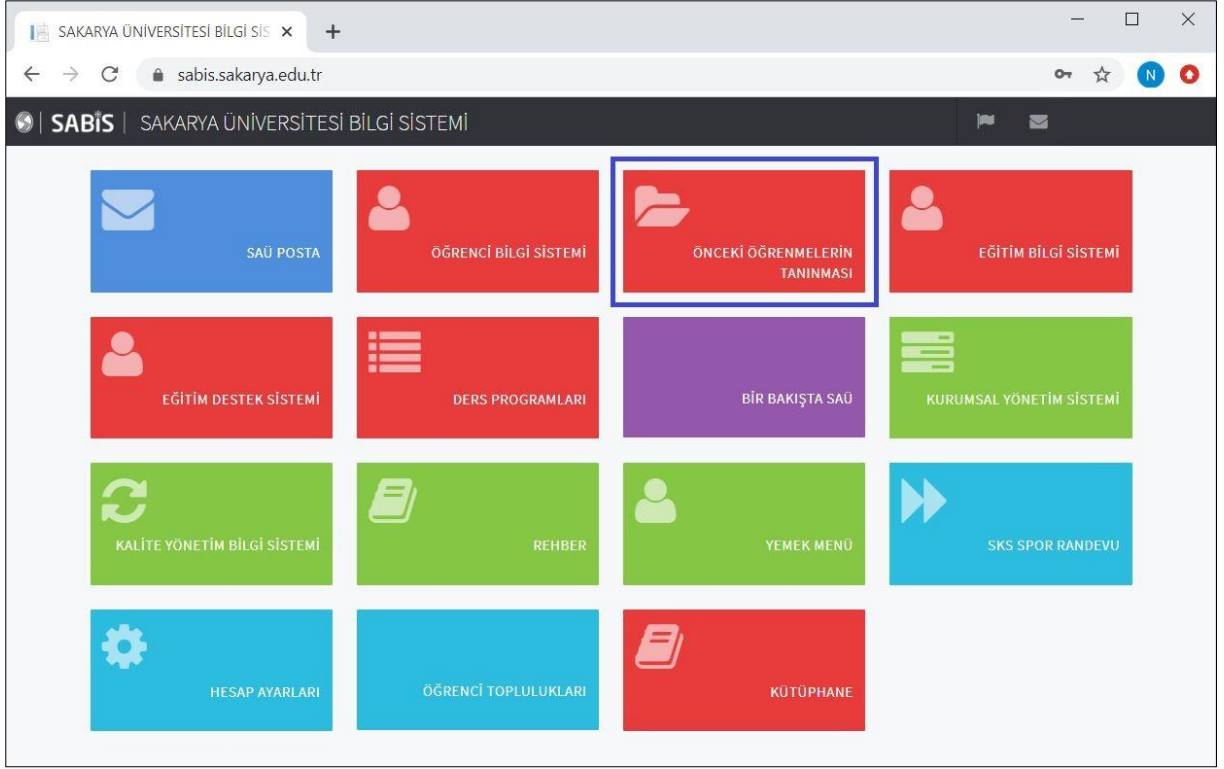 SAKARYA ÜNİVERSİTESİ BİLGİ SİS
sabis.sakarya.edu.tr
N
SABİS | SAKARYA ÜNİVERSİTESİ BİLGİ SİSTEMİ
SAÜ POSTA
ÖĞRENCİ BİLGİ SİSTEMİ
ÖNCEKİ ÖĞRENMELERİN
TANINMASI
EĞİTİM BİLGİ SİSTEMİ
EĞİTİM DESTEK SİSTEMİ
DERS PROGRAMLARI
BİR BAKIŞTA SAÜ
KURUMSAL YÖNETİM SİSTEMİ
KALİTE YÖNETİM BİLGİ SİSTEMİ
REHBER
YEMEK MENÜ
SKS SPOR RANDEVU
HESAP AYARLARI
ÖĞRENCİ TOPLULUKLARI
KÜTÜPHANE